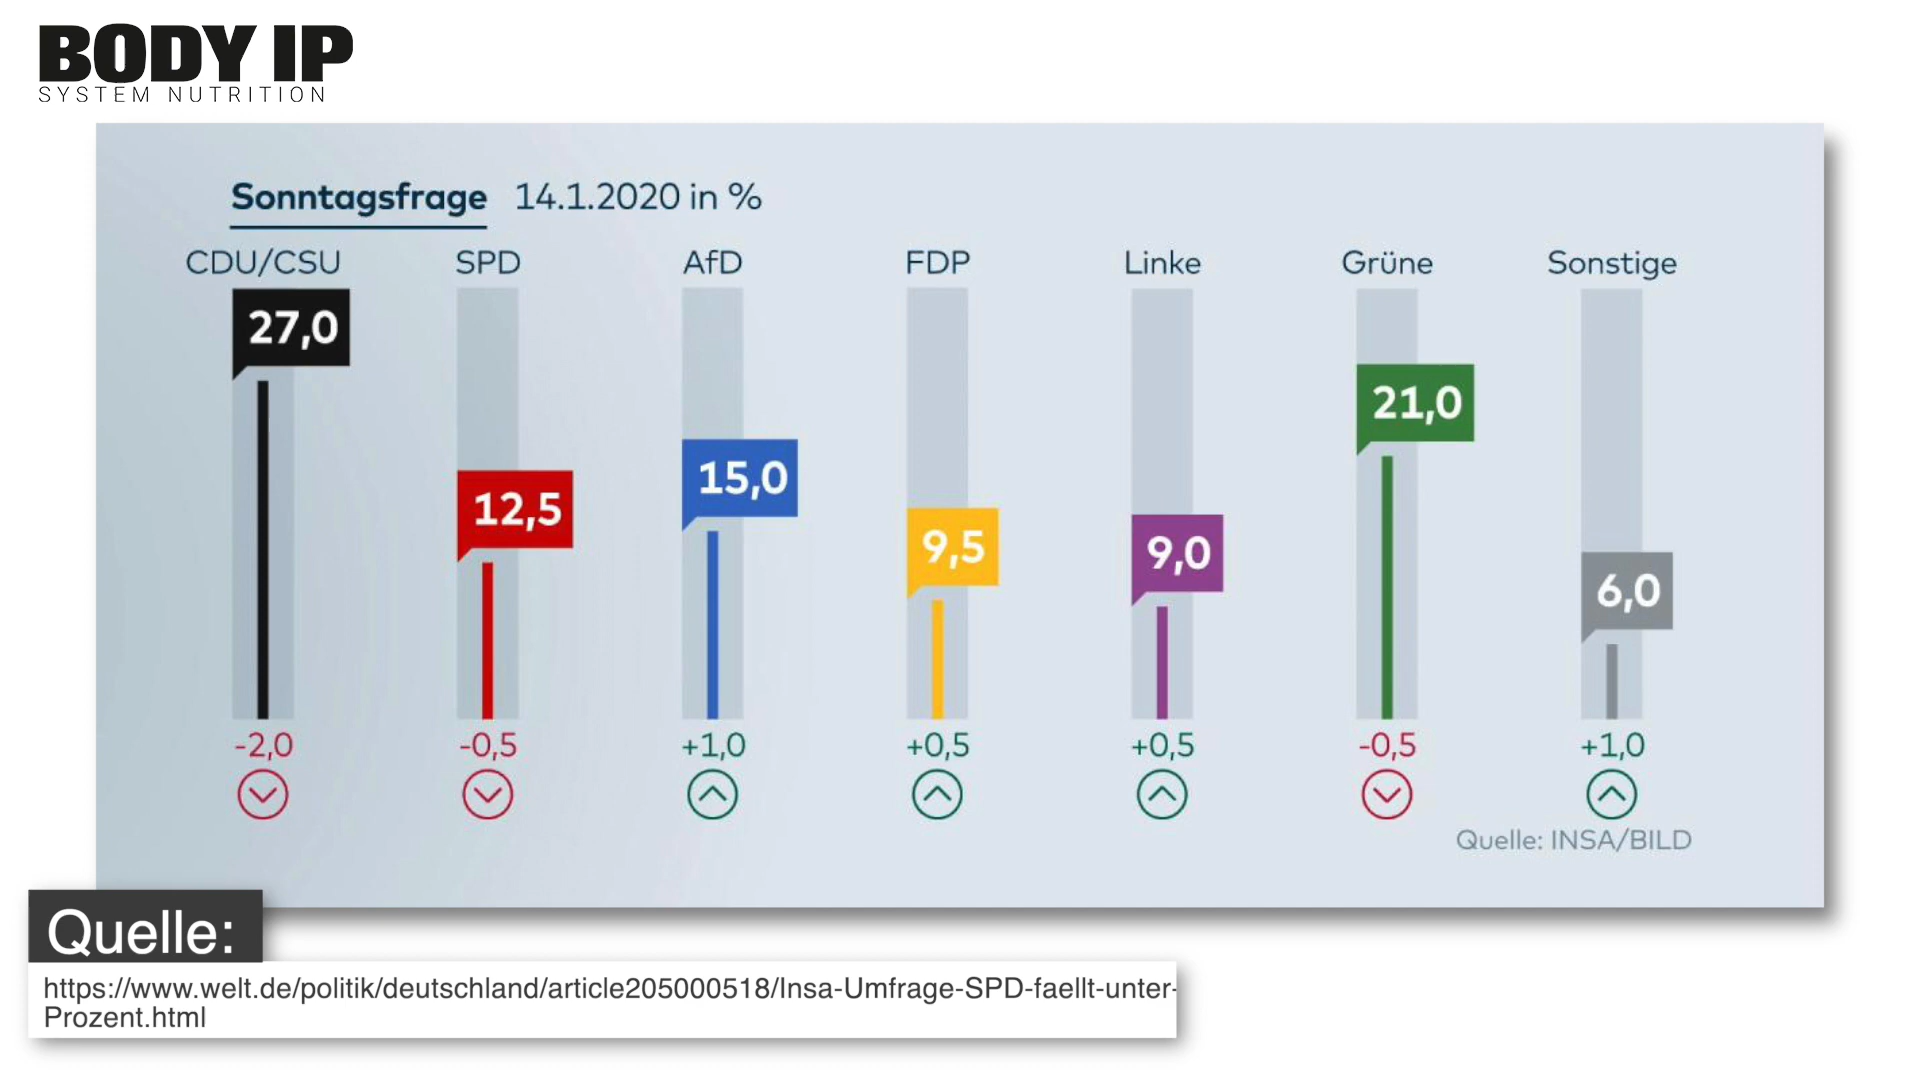 BODY IP
SYSTEM NUTRITION
Sonntagsfrage 14.1.2020 in %
CDU/CSU SPD AfD FDP Linke Grüne Sonstige
27,0 12,5 15,0 9,5 9,0 21,0 6,0
-2,0 -0,5 +1,0 +0,5 +0,5 -0,5 +1,0
Quelle: INSA/BILD
Quelle:
https://www.welt.de/politik/deutschland/article205000518/Insa-Umfrage-SPD-faellt-unter-
Prozent.html